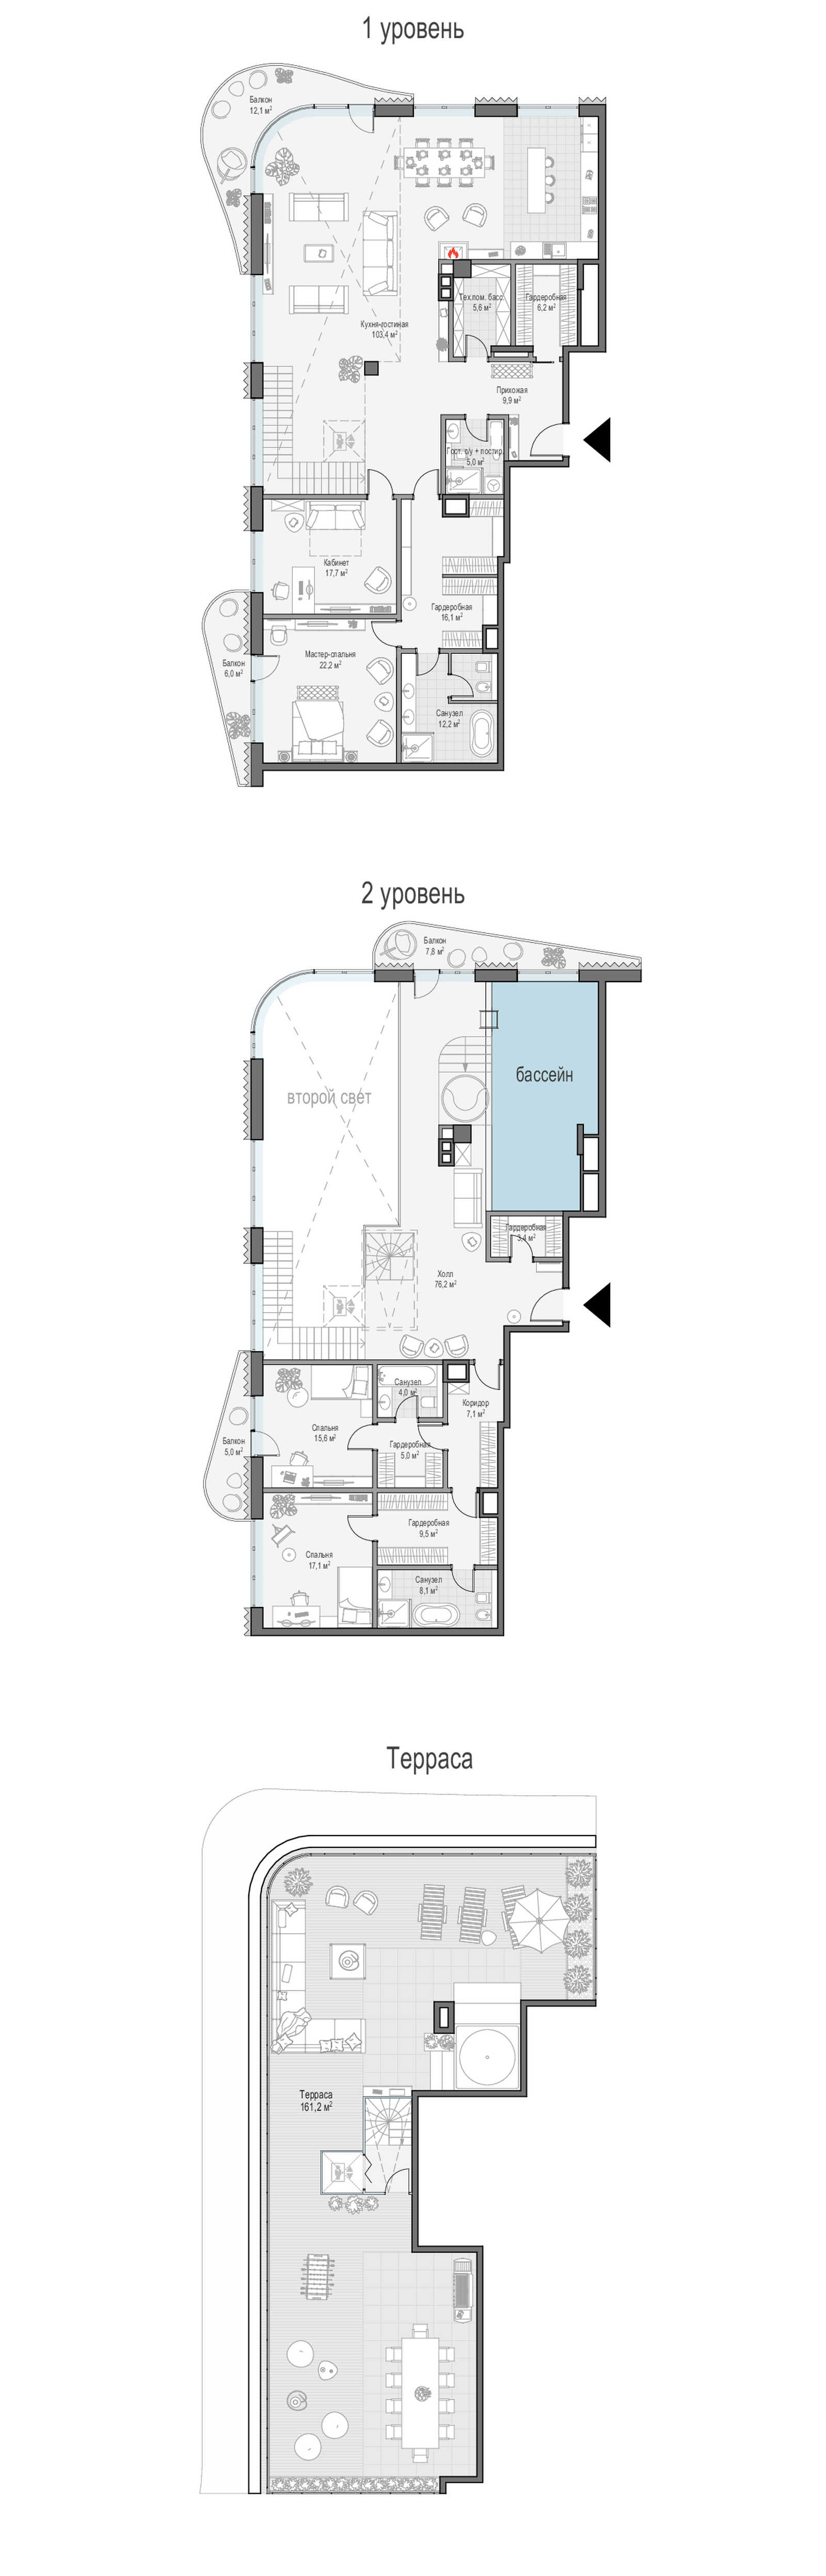 1 уровень
Балкон
12,1 м²
Кухня-гостиная
103,4 м²
Тех.пом. басс.
5,6 м²
Гардеробная
6,2 м²
Прихожая
9,9 м²
Гост. с/у + постир.
5,0 м²
Кабинет
17,7 м²
Гардеробная
16,1 м²
Мастер-спальня
22,2 м²
Балкон
6,0 м²
Санузел
12,2 м²
2 уровень
Балкон
7,8 м²
бассейн
второй свет
Гардеробная
3,4 м²
Холл
76,2 м²
Санузел
4,0 м²
Коридор
7,1 м²
Спальня
15,6 м²
Балкон
5,0 м²
Гардеробная
5,0 м²
Гардеробная
9,5 м²
Спальня
17,1 м²
Санузел
8,1 м²
Терраса
Терраса
161,2 м²